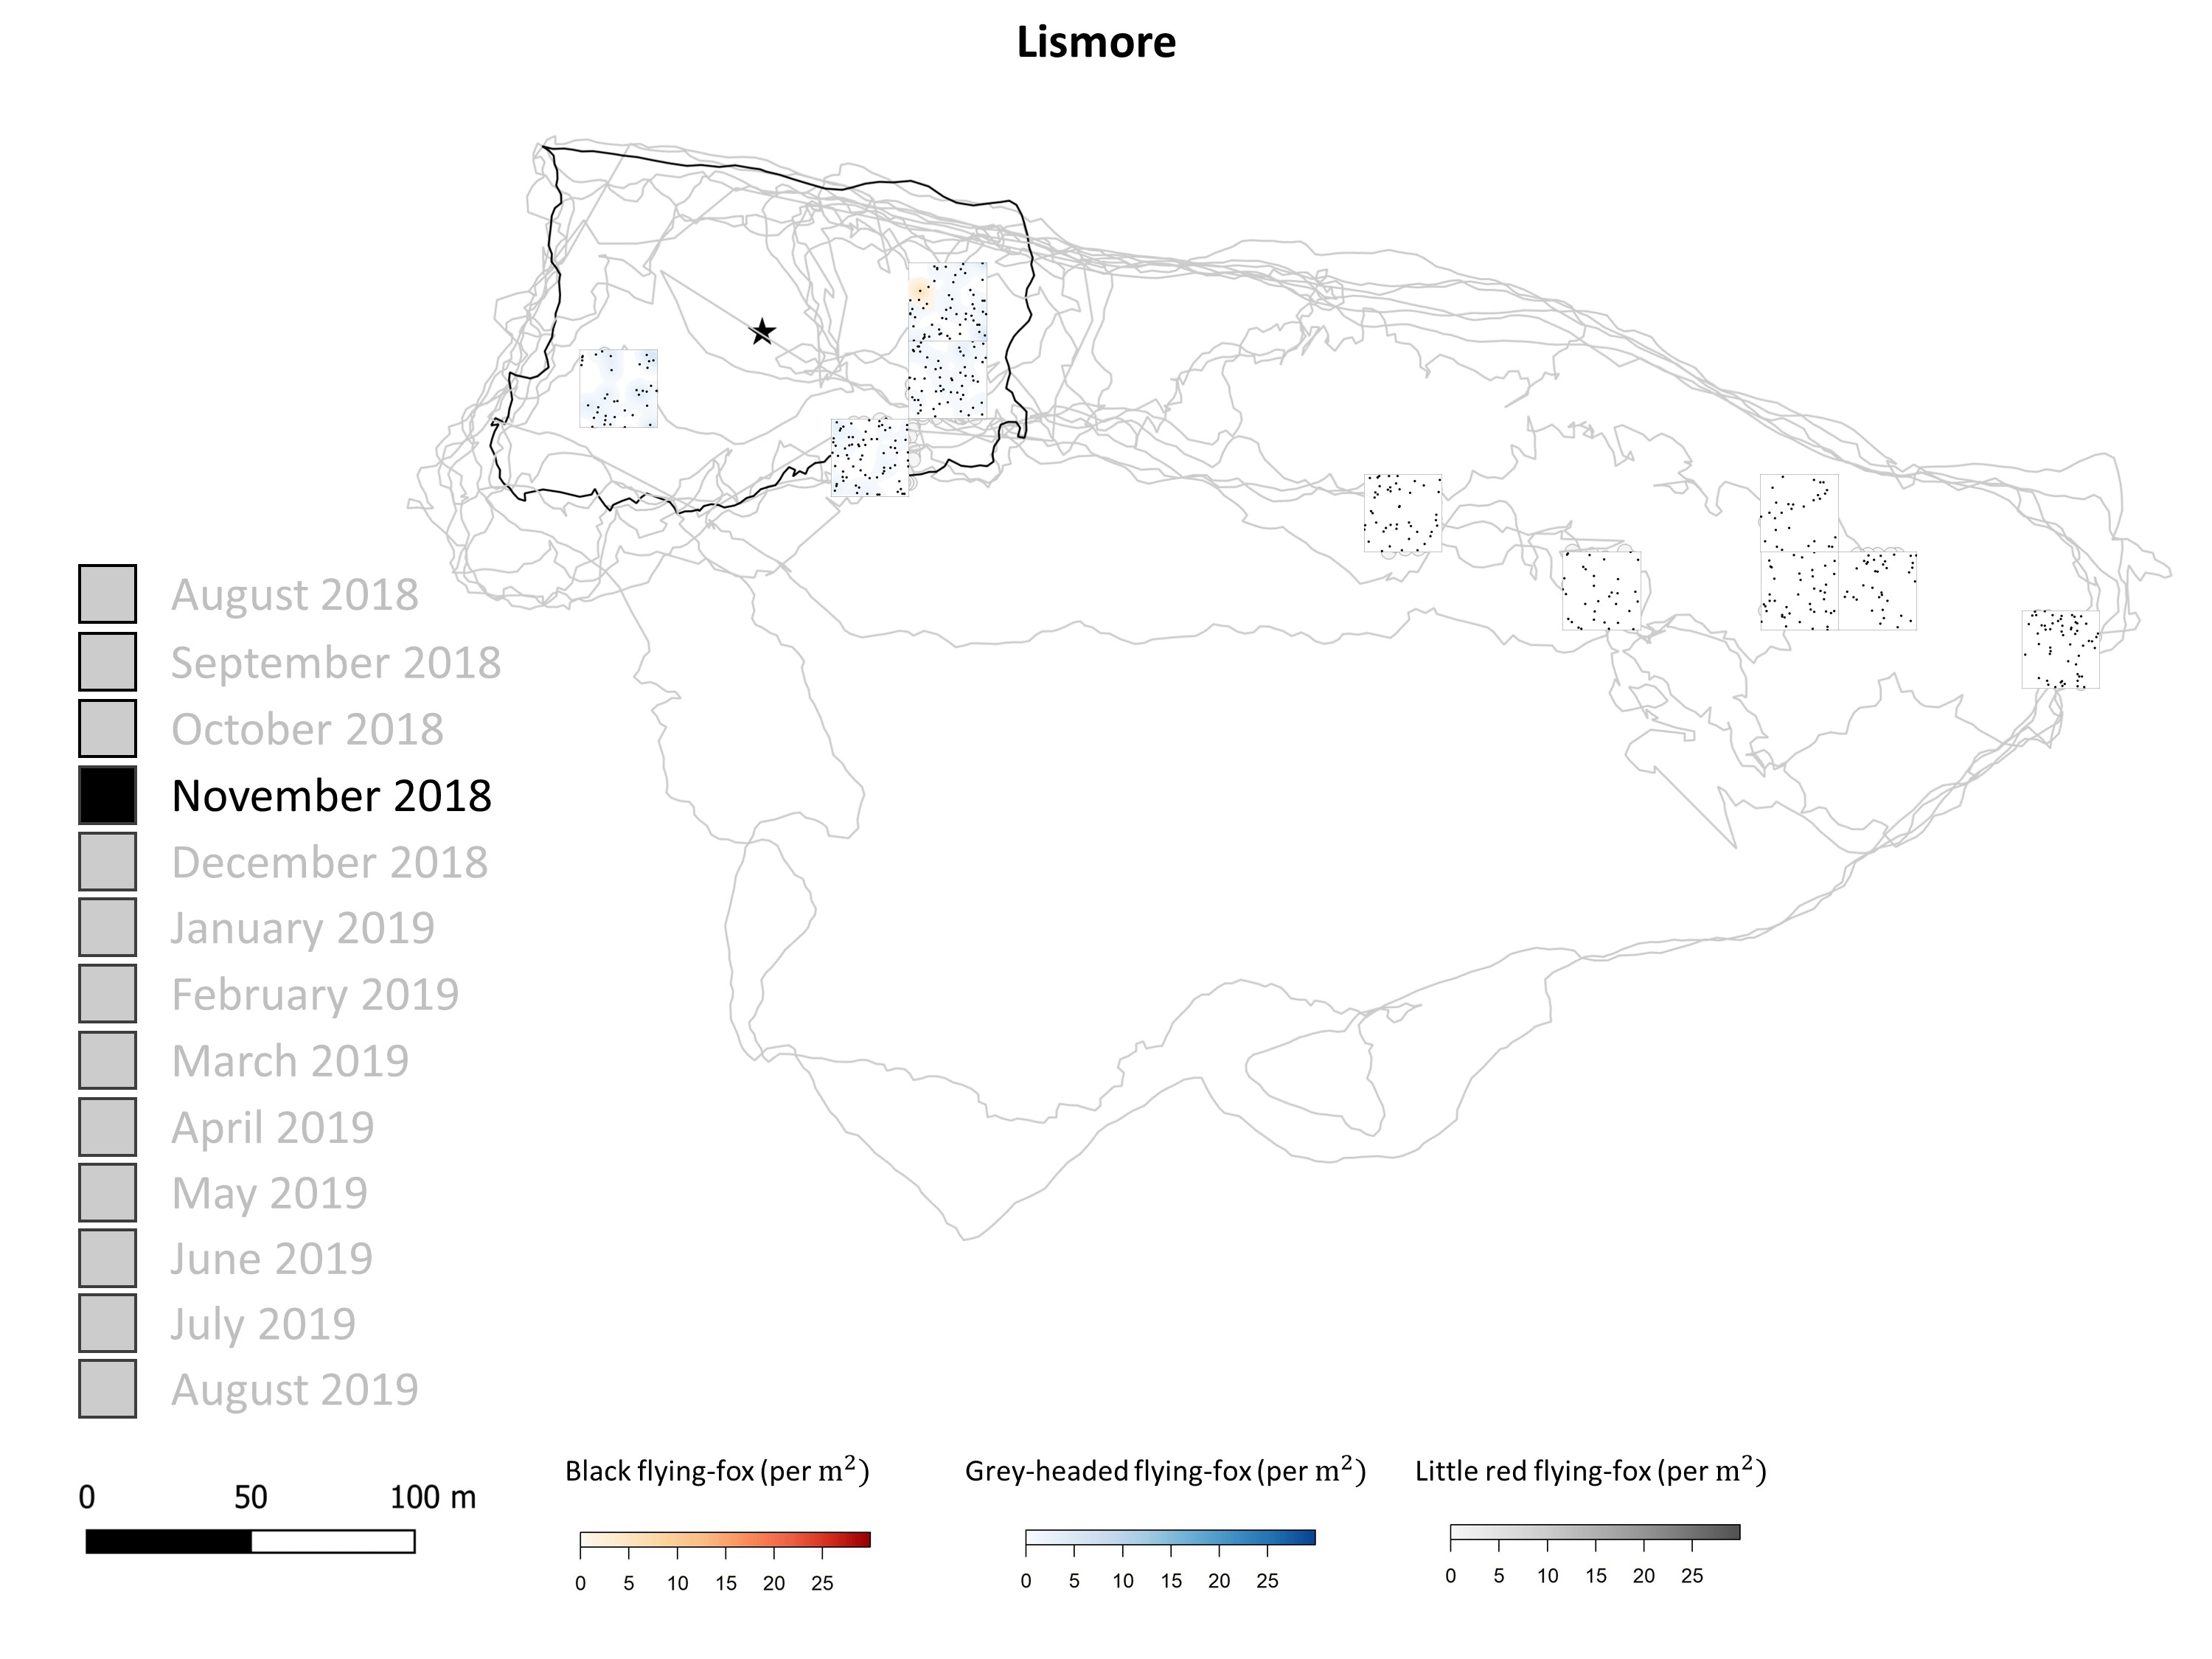 Lismore
August 2018
September 2018
October 2018
November 2018
December 2018
January 2019
February 2019
March 2019
April 2019
May 2019
June 2019
July 2019
August 2019
0 50 100 m
Black flying-fox (per m²)
0 5 10 15 20 25
Grey-headed flying-fox (per m²)
0 5 10 15 20 25
Little red flying-fox (per m²)
0 5 10 15 20 25